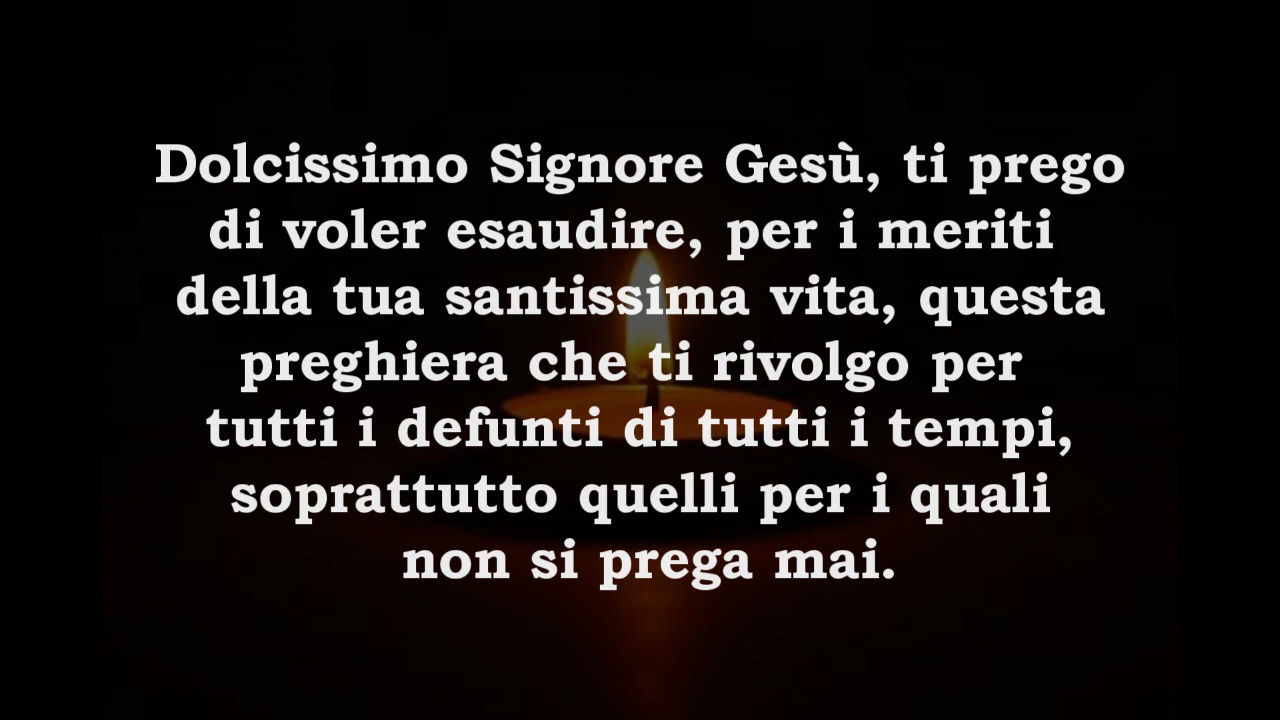 Dolcissimo Signore Gesù, ti prego
di voler esaudire, per i meriti
della tua santissima vita, questa
preghiera che ti rivolgo per
tutti i defunti di tutti i tempi,
soprattutto quelli per i quali
non si prega mai.